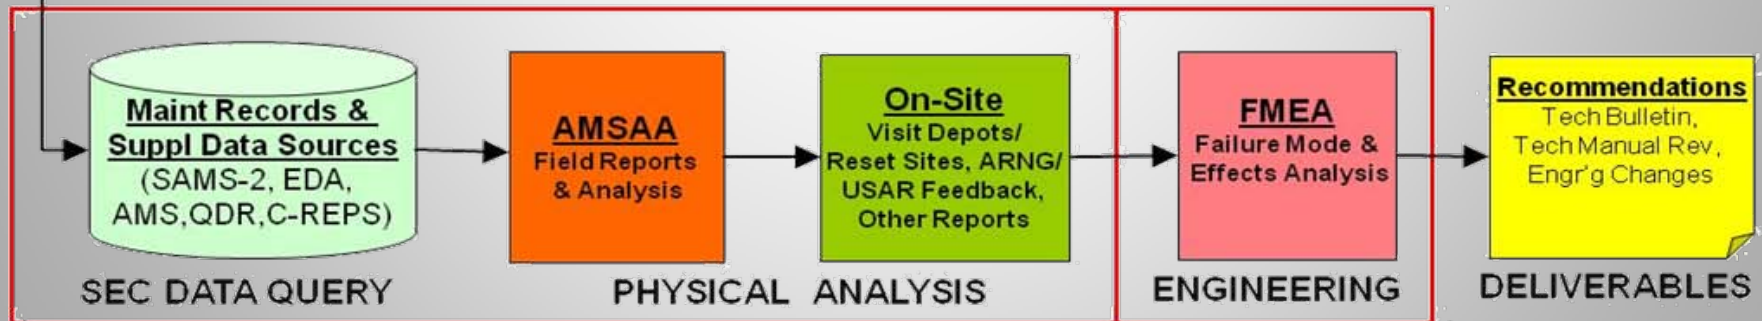 Maint Records &
Suppl Data Sources
(SAMS-2, EDA,
AMS,QDR,C-REPS)
SEC DATA QUERY
AMSAA
Field Reports
& Analysis
On-Site
Visit Depots/
Reset Sites, ARNG/
USAR Feedback,
Other Reports
PHYSICAL ANALYSIS
FMEA
Failure Mode &
Effects Analysis
ENGINEERING
Recommendations
Tech Bulletin,
Tech Manual Rev,
Engr'g Changes
DELIVERABLES